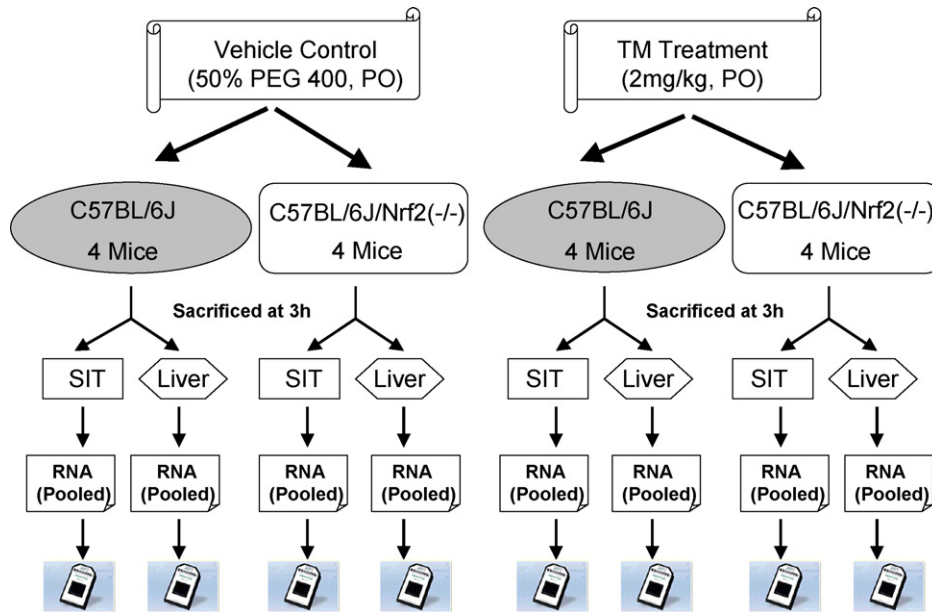 Vehicle Control
(50% PEG 400, PO)
TM Treatment
(2mg/kg, PO)
C57BL/6J
4 Mice
C57BL/6J/Nrf2(-/-)
4 Mice
C57BL/6J
4 Mice
C57BL/6J/Nrf2(-/-)
4 Mice
Sacrificed at 3h
Sacrificed at 3h
SIT
Liver
SIT
Liver
SIT
Liver
SIT
Liver
RNA
(Pooled)
RNA
(Pooled)
RNA
(Pooled)
RNA
(Pooled)
RNA
(Pooled)
RNA
(Pooled)
RNA
(Pooled)
RNA
(Pooled)